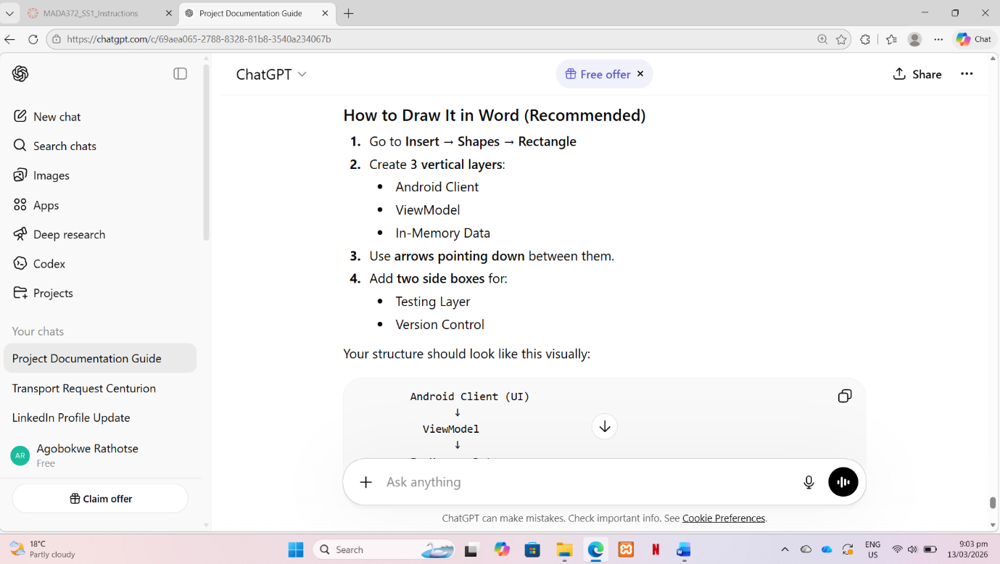 MADA372_SS1_Instructions
Project Documentation Guide
https://chatgpt.com/c/69aea065-2788-8328-81b8-3540a234067b
Chat
New chat
Search chats
Images
Apps
Deep research
Codex
Projects
Your chats
Project Documentation Guide
Transport Request Centurion
LinkedIn Profile Update
AR
Agobokwe Rathotse
Free
Claim offer
ChatGPT
Free offer
Share
How to Draw It in Word (Recommended)
1. Go to Insert → Shapes → Rectangle
2. Create 3 vertical layers:
• Android Client
• ViewModel
• In-Memory Data
3. Use arrows pointing down between them.
4. Add two side boxes for:
• Testing Layer
• Version Control
Your structure should look like this visually:
Android Client (UI)
↓
ViewModel
↓
Ask anything
ChatGPT can make mistakes. Check important info. See Cookie Preferences.
18°C
Partly cloudy
Search
N
W
ENG
US
9:03 pm
13/03/2026